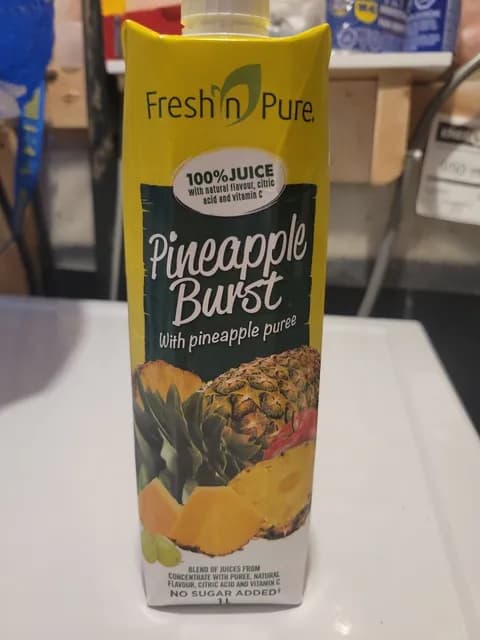 Fresh'n Pure.
100% JUICE
with natural flavour, citric
acid and vitamin C
Pineapple
Burst
With pineapple puree
BLEND OF JUICES FROM
CONCENTRATE WITH PUREE, NATURAL
FLAVOUR, CITRIC ACID AND VITAMIN C
NO SUGAR ADDED‡
1 L